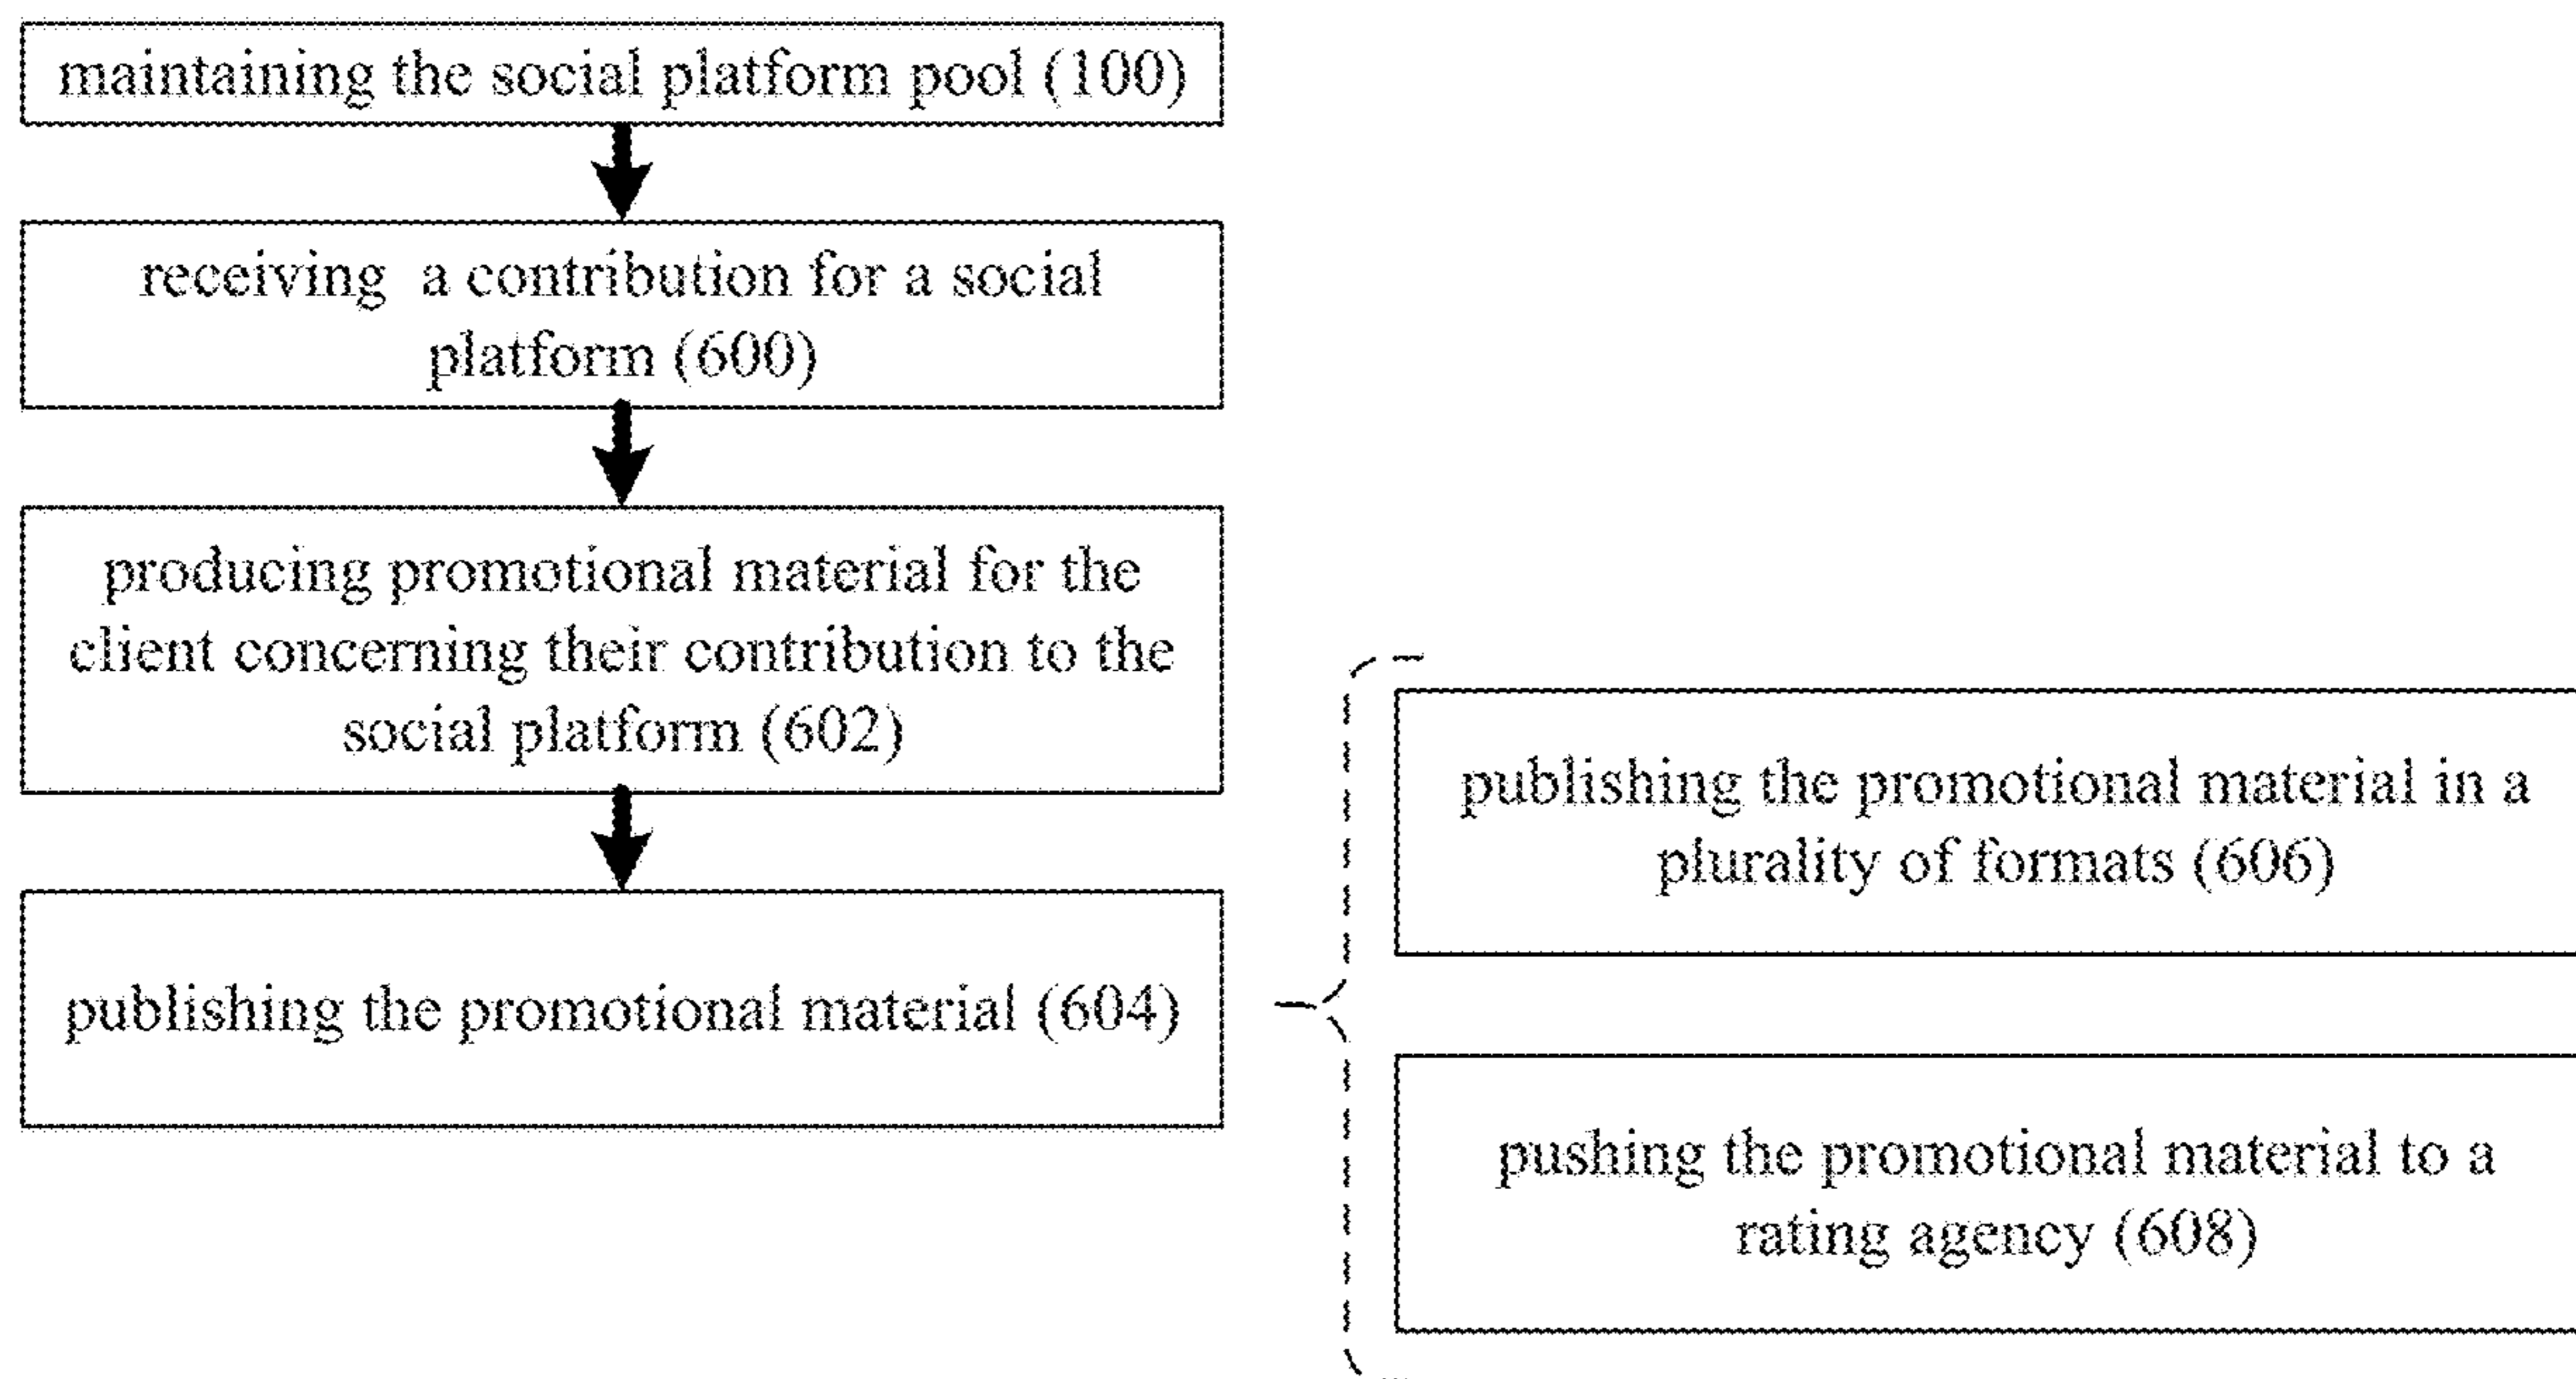 maintaining the social platform pool (100)
receiving a contribution for a social
platform (600)
producing promotional material for the
client concerning their contribution to the
social platform (602)
publishing the promotional material (604)
publishing the promotional material in a
plurality of formats (606)
pushing the promotional material to a
rating agency (608)